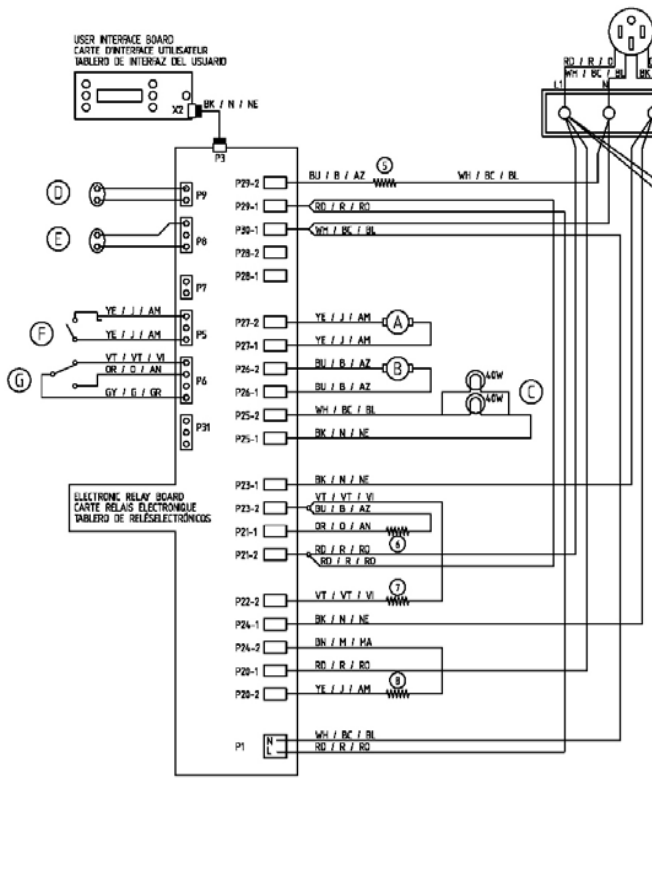 USER INTERFACE BOARD
CARTE D'INTERFACE UTILISATEUR
TABLERO DE INTERFAZ DEL USUARIO
X2
BK / N / NE
P3
RD / R / O
WH / BC / BL
BK
L1
N
D
P9
P29-2
BU / B / AZ
5
WH / BC / BL
P29-1
RD / R / RO
E
P8
P30-1
WH / BC / BL
P28-2
P28-1
P7
F
YE / J / AM
YE / J / AM
P5
P27-2
YE / J / AM
A
P27-1
YE / J / AM
G
VT / VT / VI
OR / O / AN
GY / G / GR
P6
P26-2
BU / B / AZ
B
P26-1
BU / B / AZ
40W
40W
C
P25-2
WH / BC / BL
P31
P25-1
BK / N / NE
P23-1
BK / N / NE
VT / VT / VI
P23-2
BU / B / AZ
ELECTRONIC RELAY BOARD
CARTE RELAIS ELECTRONIQUE
TABLERO DE RELÉSELECTRÓNICOS
P21-1
OR / O / AN
6
P21-2
RD / R / RO
RD / R / RO
7
P22-2
VT / VT / VI
P24-1
BK / N / NE
P24-2
BN / M / MA
P20-1
RD / R / RO
8
P20-2
YE / J / AM
P1
N
L
WH / BC / BL
RD / R / RO